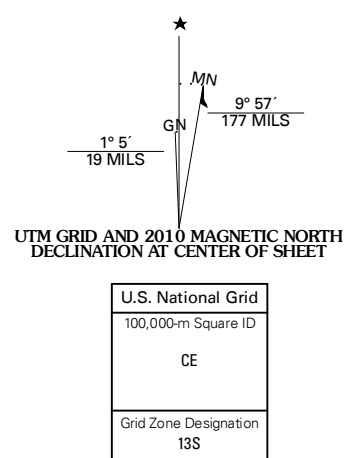 ★
MN
9° 57´
177 MILS
GN
1° 5´
19 MILS
UTM GRID AND 2010 MAGNETIC NORTH
DECLINATION AT CENTER OF SHEET
U.S. National Grid
100,000-m Square ID
CE
Grid Zone Designation
13S